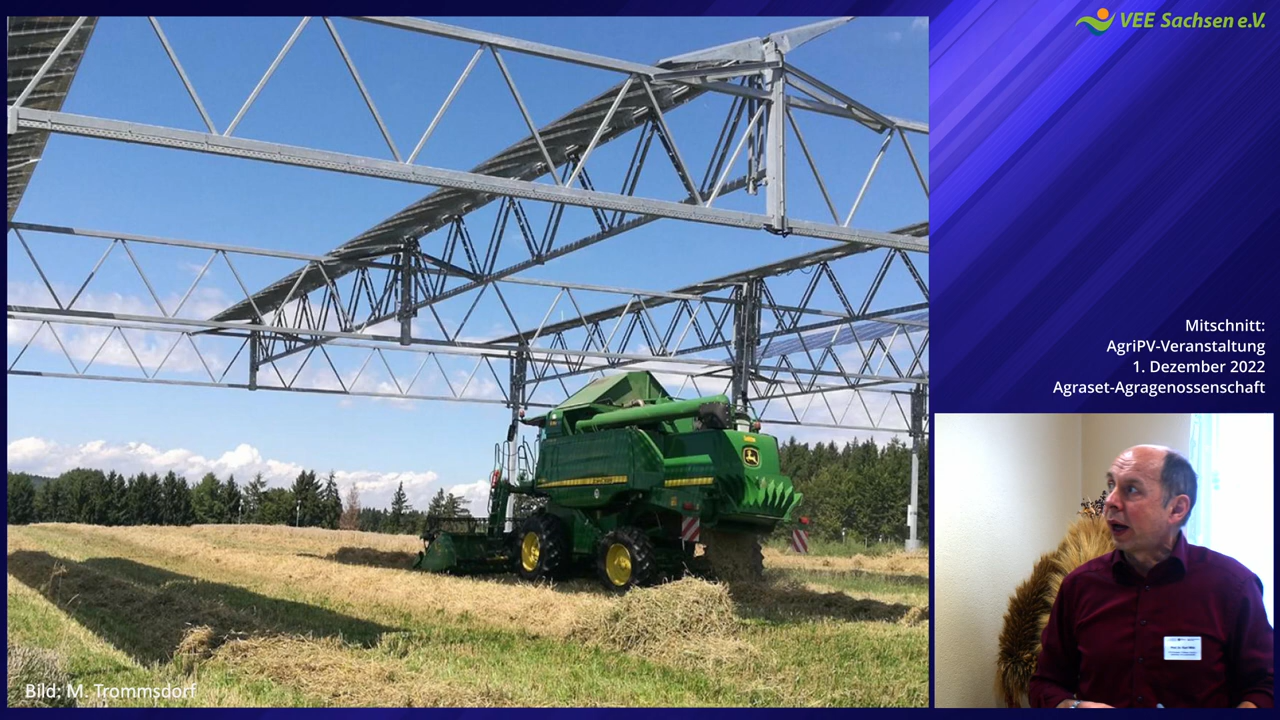 VEE Sachsen e.V.
Mitschnitt:
AgriPV-Veranstaltung
1. Dezember 2022
Agraset-Agragenossenschaft
Bild; M. Trommsdorf